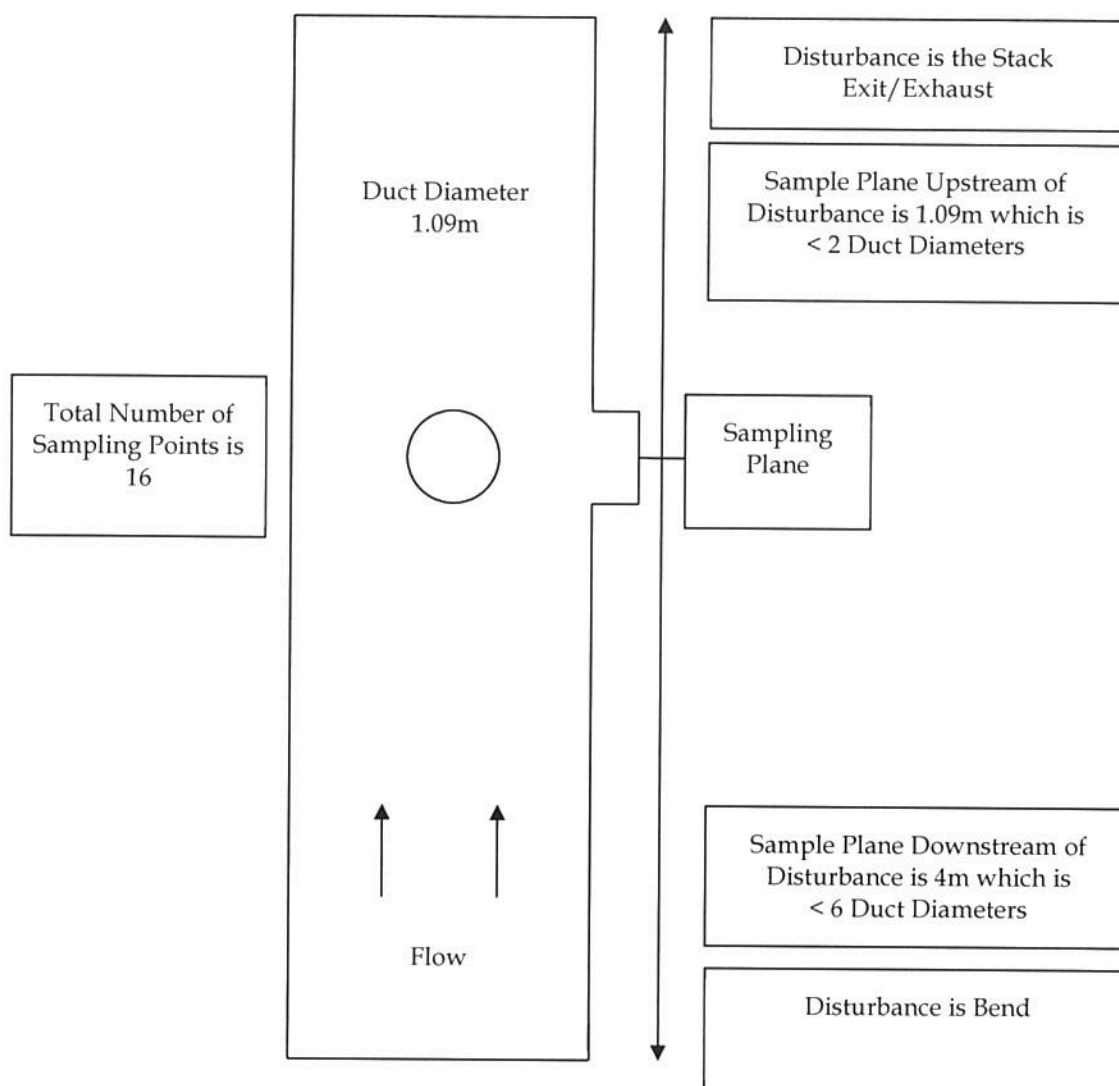 Disturbance is the Stack
Exit/Exhaust
Duct Diameter
1.09m
Sample Plane Upstream of
Disturbance is 1.09m which is
< 2 Duct Diameters
Total Number of
Sampling Points is
16
Sampling
Plane
Sample Plane Downstream of
Disturbance is 4m which is
< 6 Duct Diameters
Flow
Disturbance is Bend